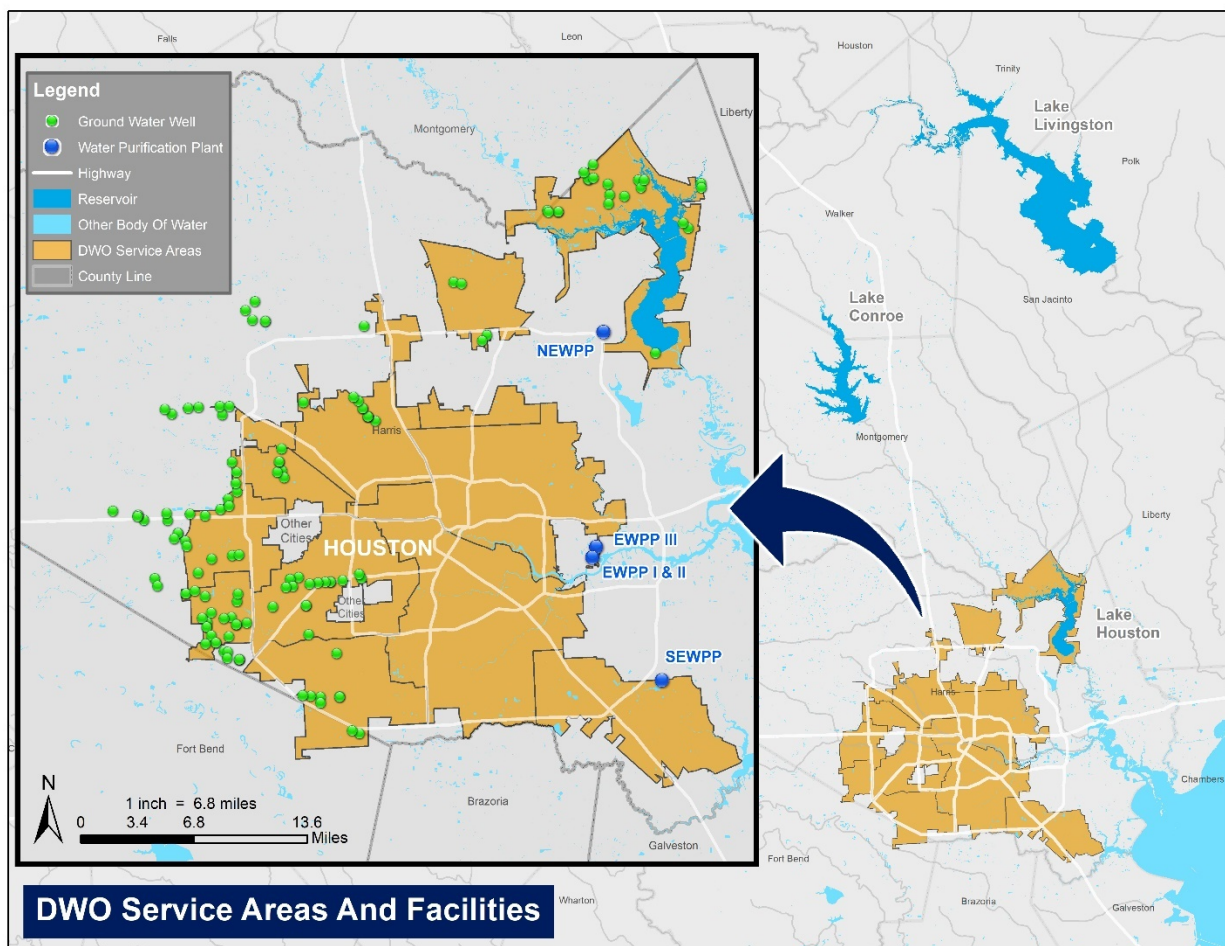 Falls
Leon
Houston
Trinity
Lake
Livingston
Polk
Legend
Ground Water Well
Water Purification Plant
Highway
Reservoir
Other Body Of Water
DWO Service Areas
County Line
Montgomery
Liberty
Walker
San Jacinto
Lake
Conroe
Montgomery
NEWPP
Harris
Other
Cities
HOUSTON
EWPP III
EWPP I & II
Other
Cities
SEWPP
Liberty
Lake
Houston
Harris
Chambers
Fort Bend
Brazoria
Galveston
N
1 inch = 6.8 miles
0 3.4 6.8 13.6
Miles
Fort Bend
Brazoria
Galveston
Wharton
DWO Service Areas And Facilities